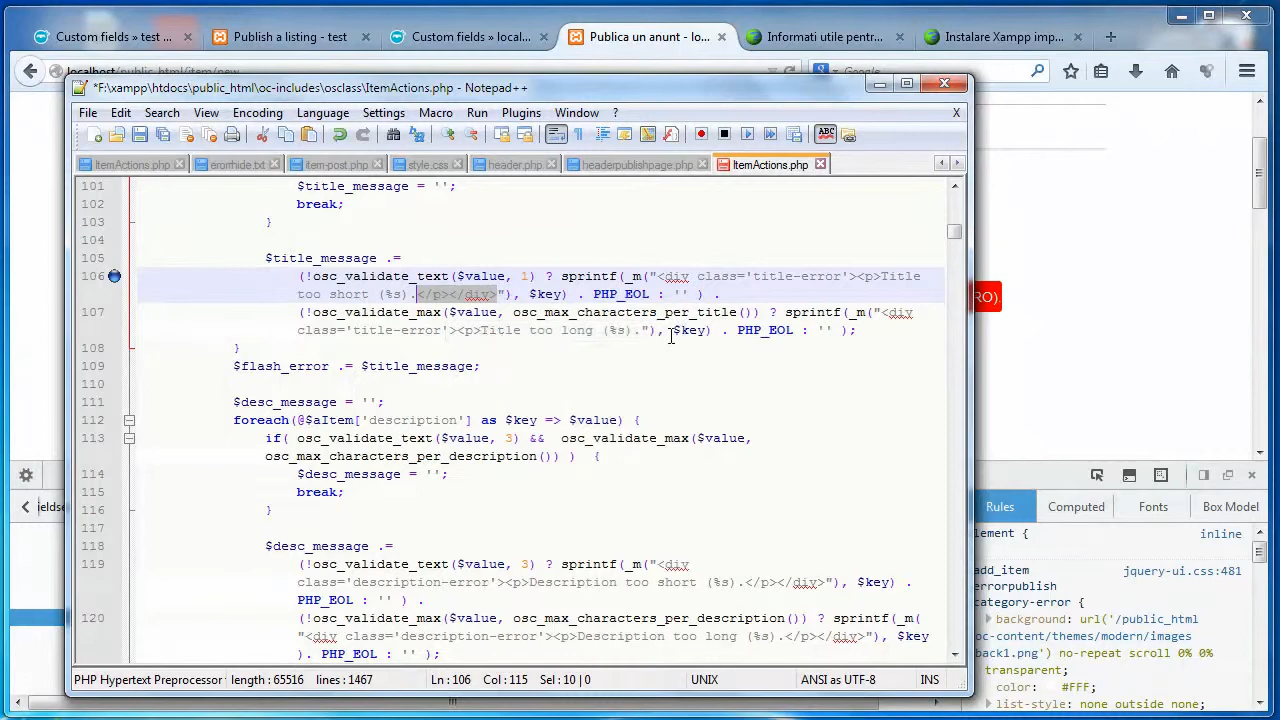 Custom fields » test ...
Publish a listing - test
Custom fields » local...
Publica un anunt - lo...
Informati utile pentr...
Instalare Xampp imp...
localhost/public_html/item/new
Google
*F:\xampp\htdocs\public_html\oc-includes\osclass\ItemActions.php - Notepad++
File Edit Search View Encoding Language Settings Macro Run Plugins Window ? X
ItemActions.php
erorrhide.txt
item-post.php
style.css
header.php
headerpublishpage.php
ItemActions.php
101 $title_message = '';
102 break;
103 }
104
105 $title_message .=
106 (!osc_validate_text($value, 1) ? sprintf(_m("<div class='title-error'><p>Title
too short (%s).</p></div>"), $key) . PHP_EOL : '' ) .
107 (!osc_validate_max($value, osc_max_characters_per_title()) ? sprintf(_m("<div
class='title-error'><p>Title too long (%s)."), $key) . PHP_EOL : '' );
108 }
109 $flash_error .= $title_message;
110
111 $desc_message = '';
112 foreach(@$aItem['description'] as $key => $value) {
113 if( osc_validate_text($value, 3) && osc_validate_max($value,
osc_max_characters_per_description()) ) {
114 $desc_message = '';
115 break;
116 }
117
118 $desc_message .=
119 (!osc_validate_text($value, 3) ? sprintf(_m("<div
class='description-error'><p>Description too short (%s).</p></div>"), $key) .
PHP_EOL : '' ) .
120 (!osc_validate_max($value, osc_max_characters_per_description()) ? sprintf(_m(
"<div class='description-error'><p>Description too long (%s).</p></div>"), $key
). PHP_EOL : '' );
PHP Hypertext Preprocessor length : 65516 lines : 1467 Ln : 106 Col : 115 Sel : 10 | 0 UNIX ANSI as UTF-8 INS
RO).
ieldse
Rules Computed Fonts Box Model
element { inline
add_item jquery-ui.css:481
errorpublish
category-error {
background: url('/public_html
oc-content/themes/modern/images
back1.png') no-repeat scroll 0% 0%
transparent;
color: #FFF;
list-style: none outside none;